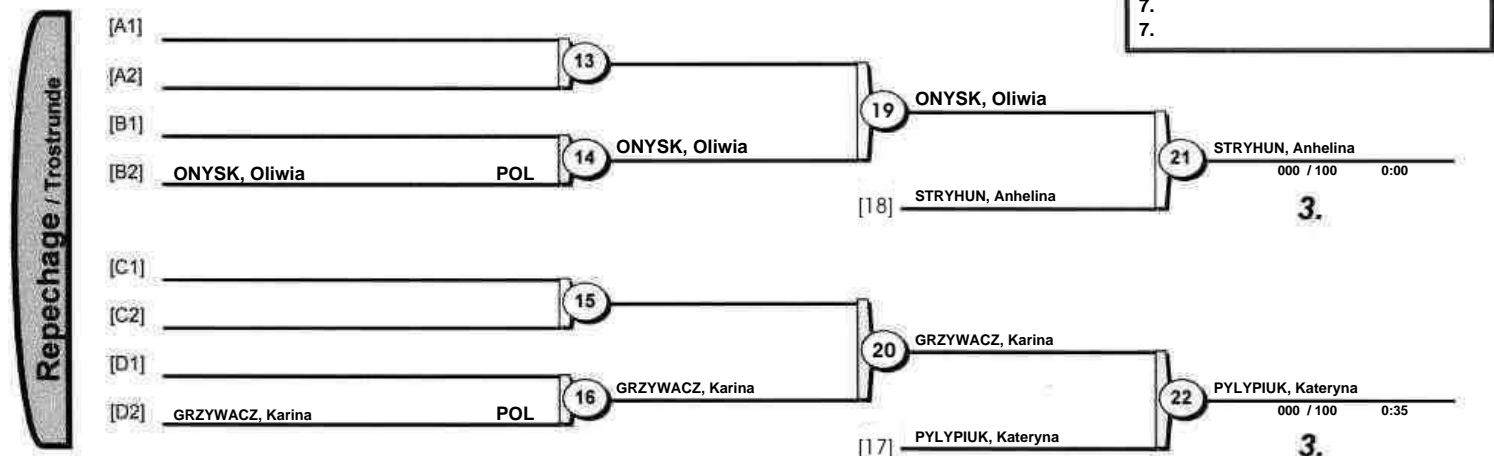 7.
7.
Repechage / Trostrunde
[A1]
[A2]
13
[B1]
[B2] ONYSK, Oliwia POL
14
ONYSK, Oliwia
19
ONYSK, Oliwia
[18] STRYHUN, Anhelina
21
STRYHUN, Anhelina
000 / 100 0:00
3.
[C1]
[C2]
15
[D1]
[D2] GRZYWACZ, Karina POL
16
GRZYWACZ, Karina
20
GRZYWACZ, Karina
[17] PYLYPIUK, Kateryna
22
PYLYPIUK, Kateryna
000 / 100 0:35
3.